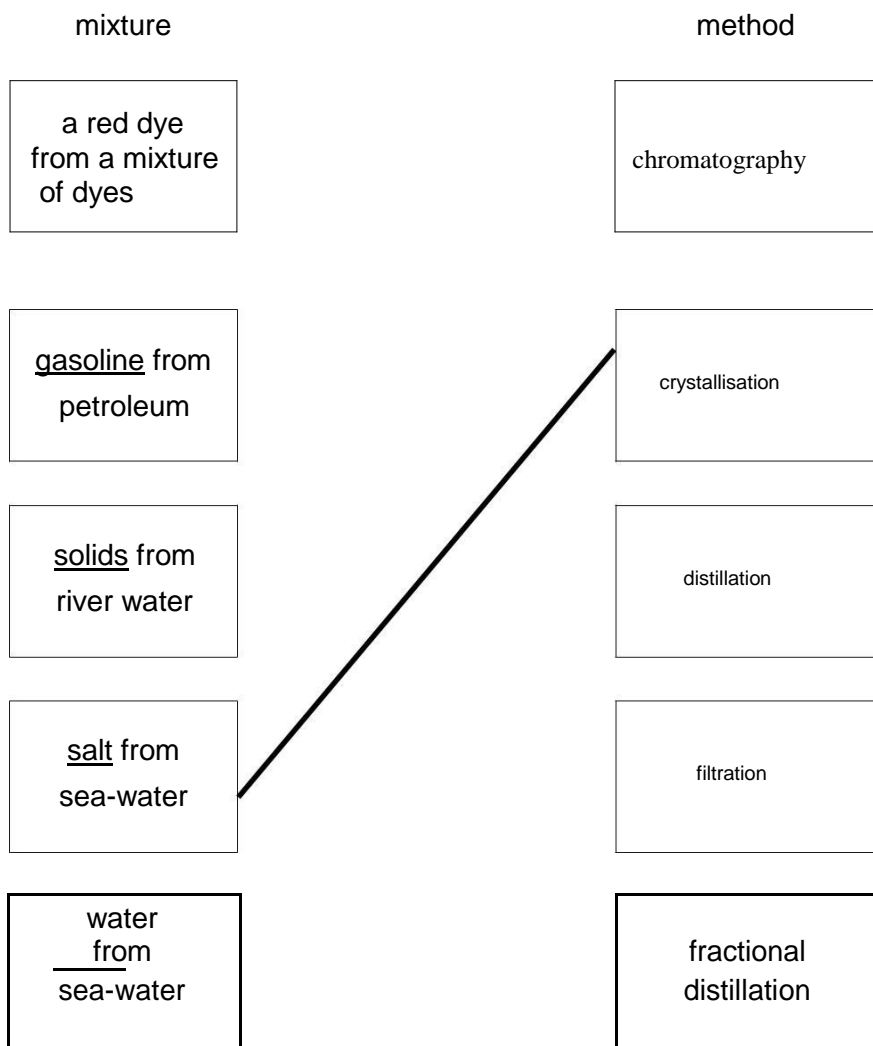 mixture
method
a red dye
from a mixture
of dyes
chromatography
gasoline from
petroleum
crystallisation
solids from
river water
distillation
salt from
sea-water
filtration
water
from
sea-water
fractional
distillation